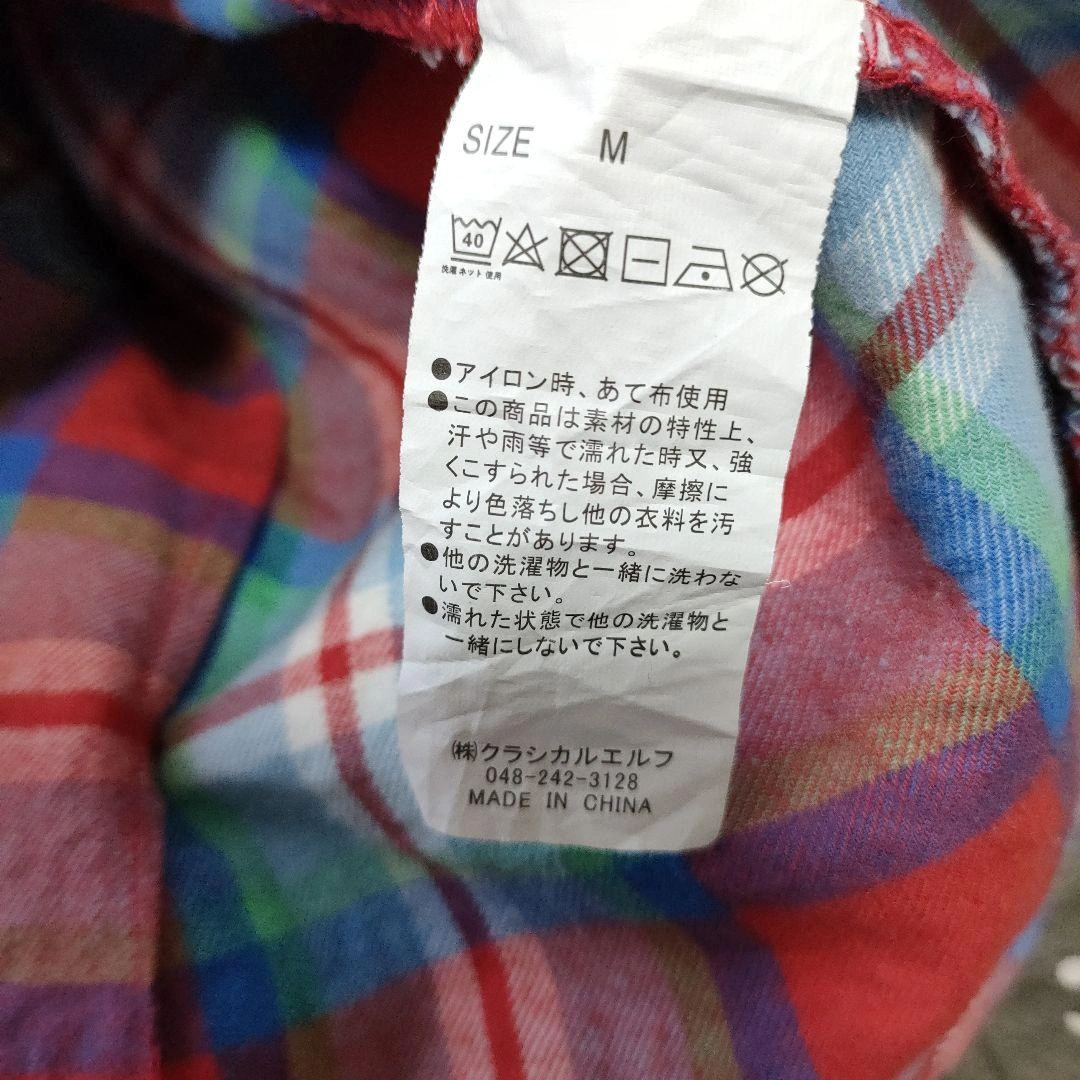 SIZE M
40
洗濯ネット使用
●アイロン時、あて布使用
●この商品は素材の特性上、
汗や雨等で濡れた時又、強
くこすられた場合、摩擦に
より色落ちし他の衣料を汚
すことがあります。
●他の洗濯物と一緒に洗わな
いで下さい。
●濡れた状態で他の洗濯物と
一緒にしないで下さい。
㈱クラシカルエルフ
048-242-3128
MADE IN CHINA